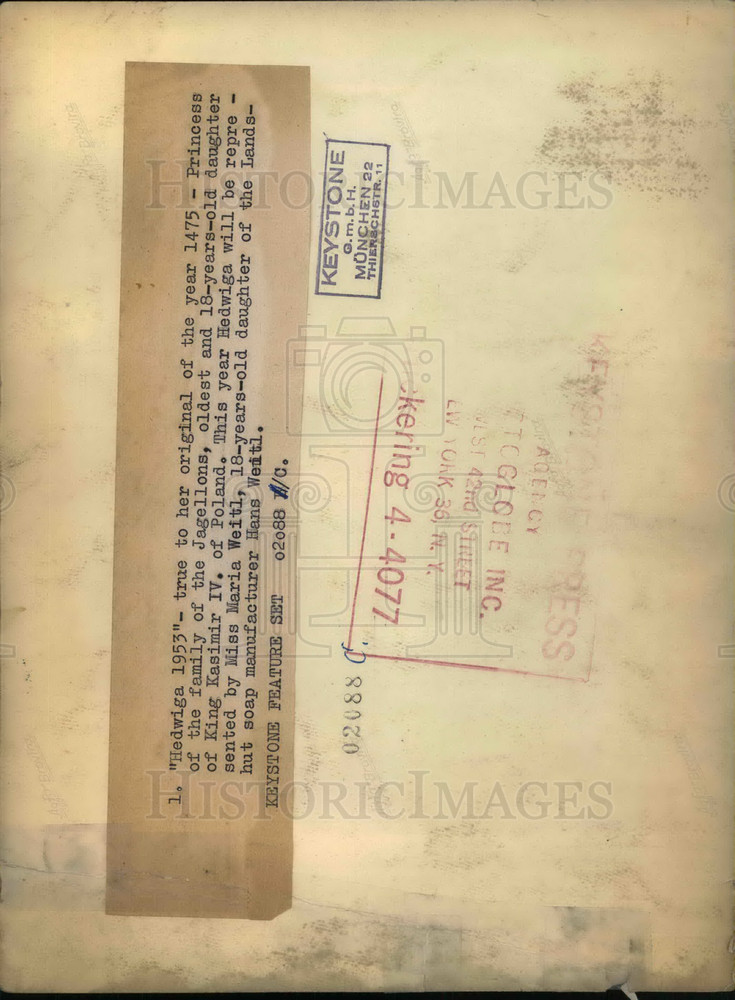 1. "Hedwiga 1953"- true to her original of the year 1475 - Princess
of the family of the Jagellons, oldest and 18-years-old daughter
of King Kasimir IV. of Poland. This year Hedwiga will be repre -
sented by Miss Maria Weitl, 18-years-old daughter of the Lands-
hut soap manufacturer Hans Weitl.
KEYSTONE FEATURE SET 02088 /C.
KEYSTONE
G.m.b.H.
MÜNCHEN 22
THIERSCHSTR. 11
02088 C.
PRESS
AGENCY
GLOBE INC.
42nd STREET
YORK 36, N. Y.
kering 4-4077
HISTORICIMAGES
HISTORICIMAGES